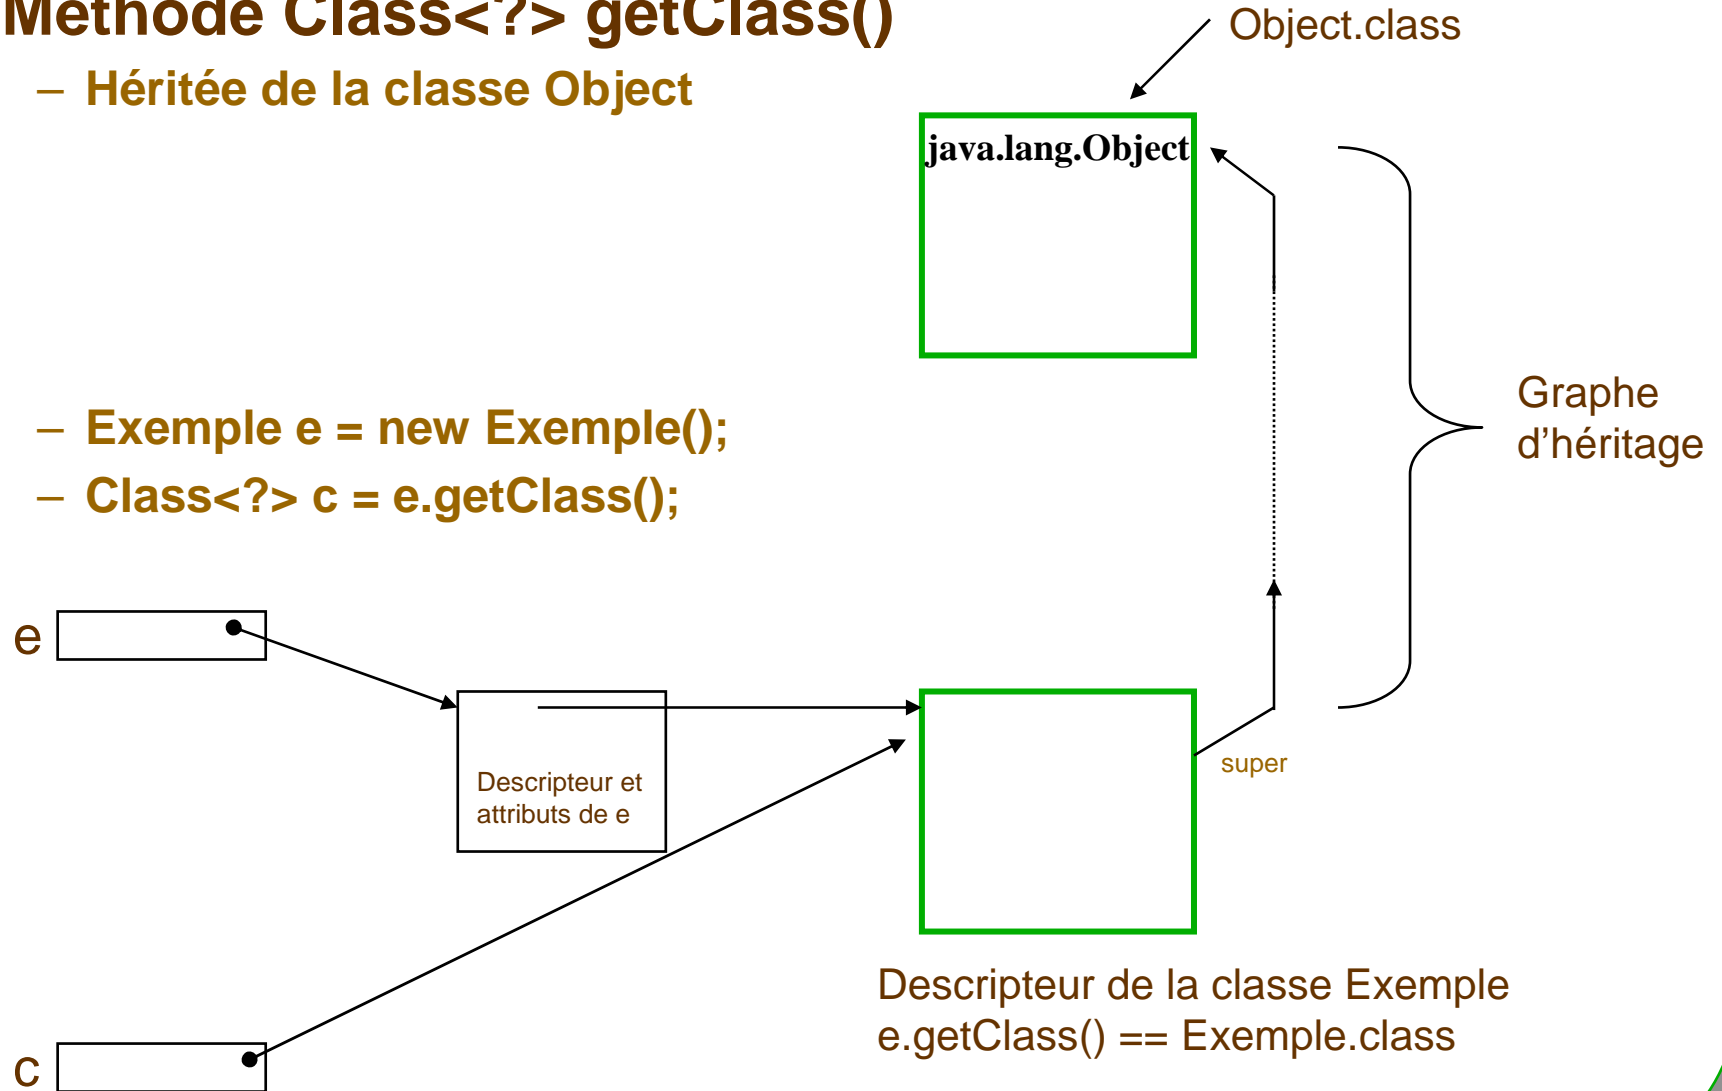 Méthode Class<?> getClass()
– Héritée de la classe Object
Object.class
java.lang.Object
– Exemple e = new Exemple();
– Class<?> c = e.getClass();
Graphe
d’héritage
e
Descripteur et
attributs de e
super
Descripteur de la classe Exemple
e.getClass() == Exemple.class
c